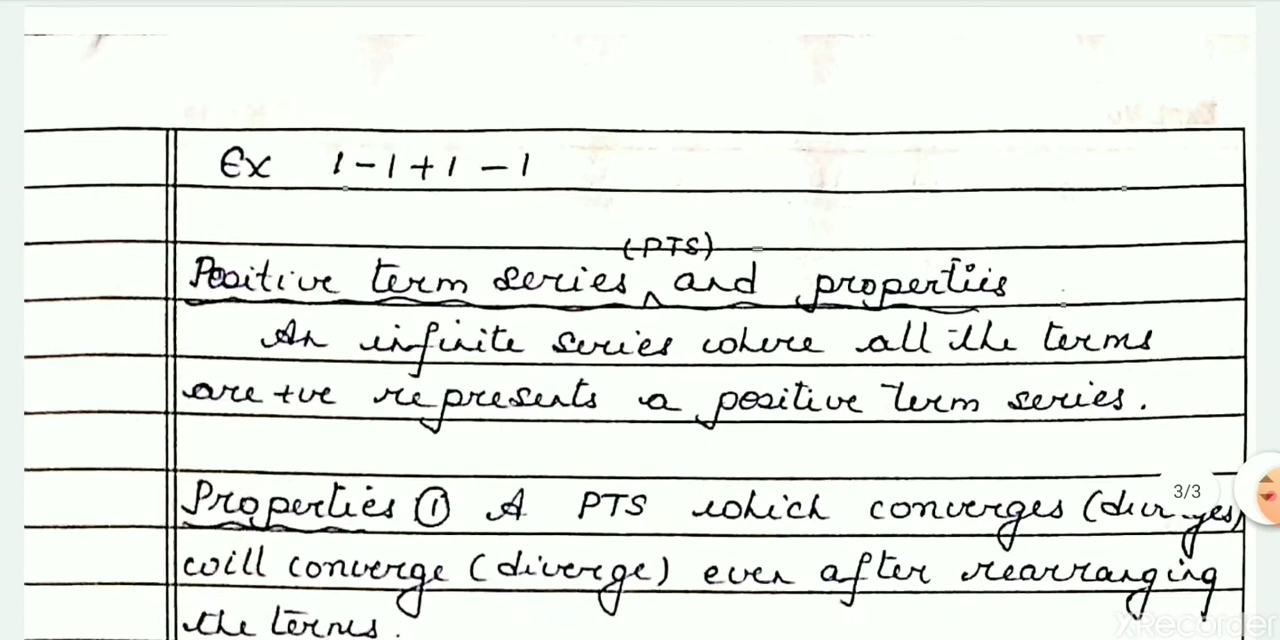 Ex 1 - 1 + 1 - 1
(PTS)
Positive term series ^ and properties
An infinite series where all the terms
are +ve represents a positive term series.
3/3
Properties ① A PTS which converges (diverges)
will converge (diverge) even after rearranging
the terms.
XRecorder